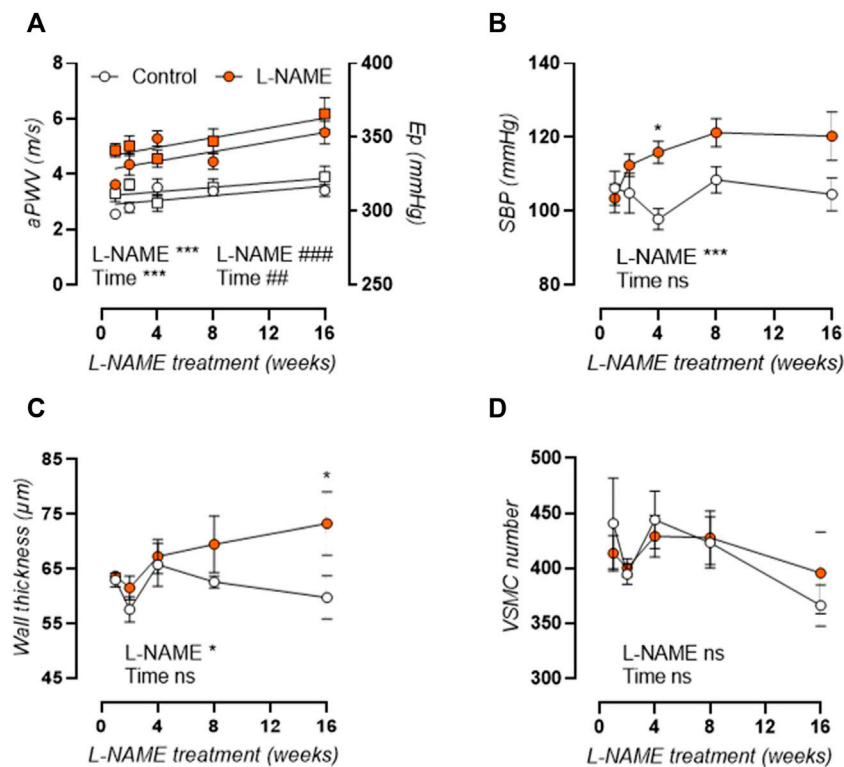 A
8
6
4
2
0
aPWV (m/s)
Control
L-NAME
400
350
300
250
Ep (mmHg)
L-NAME ***
Time ***
L-NAME ###
Time ##
0 4 8 12 16
L-NAME treatment (weeks)
B
140
120
100
80
SBP (mmHg)
*
L-NAME ***
Time ns
0 4 8 12 16
L-NAME treatment (weeks)
C
85
65
55
45
Wall thickness (µm)
*
L-NAME *
Time ns
0 4 8 12 16
L-NAME treatment (weeks)
D
500
450
400
350
300
VSMC number
L-NAME ns
Time ns
0 4 8 12 16
L-NAME treatment (weeks)